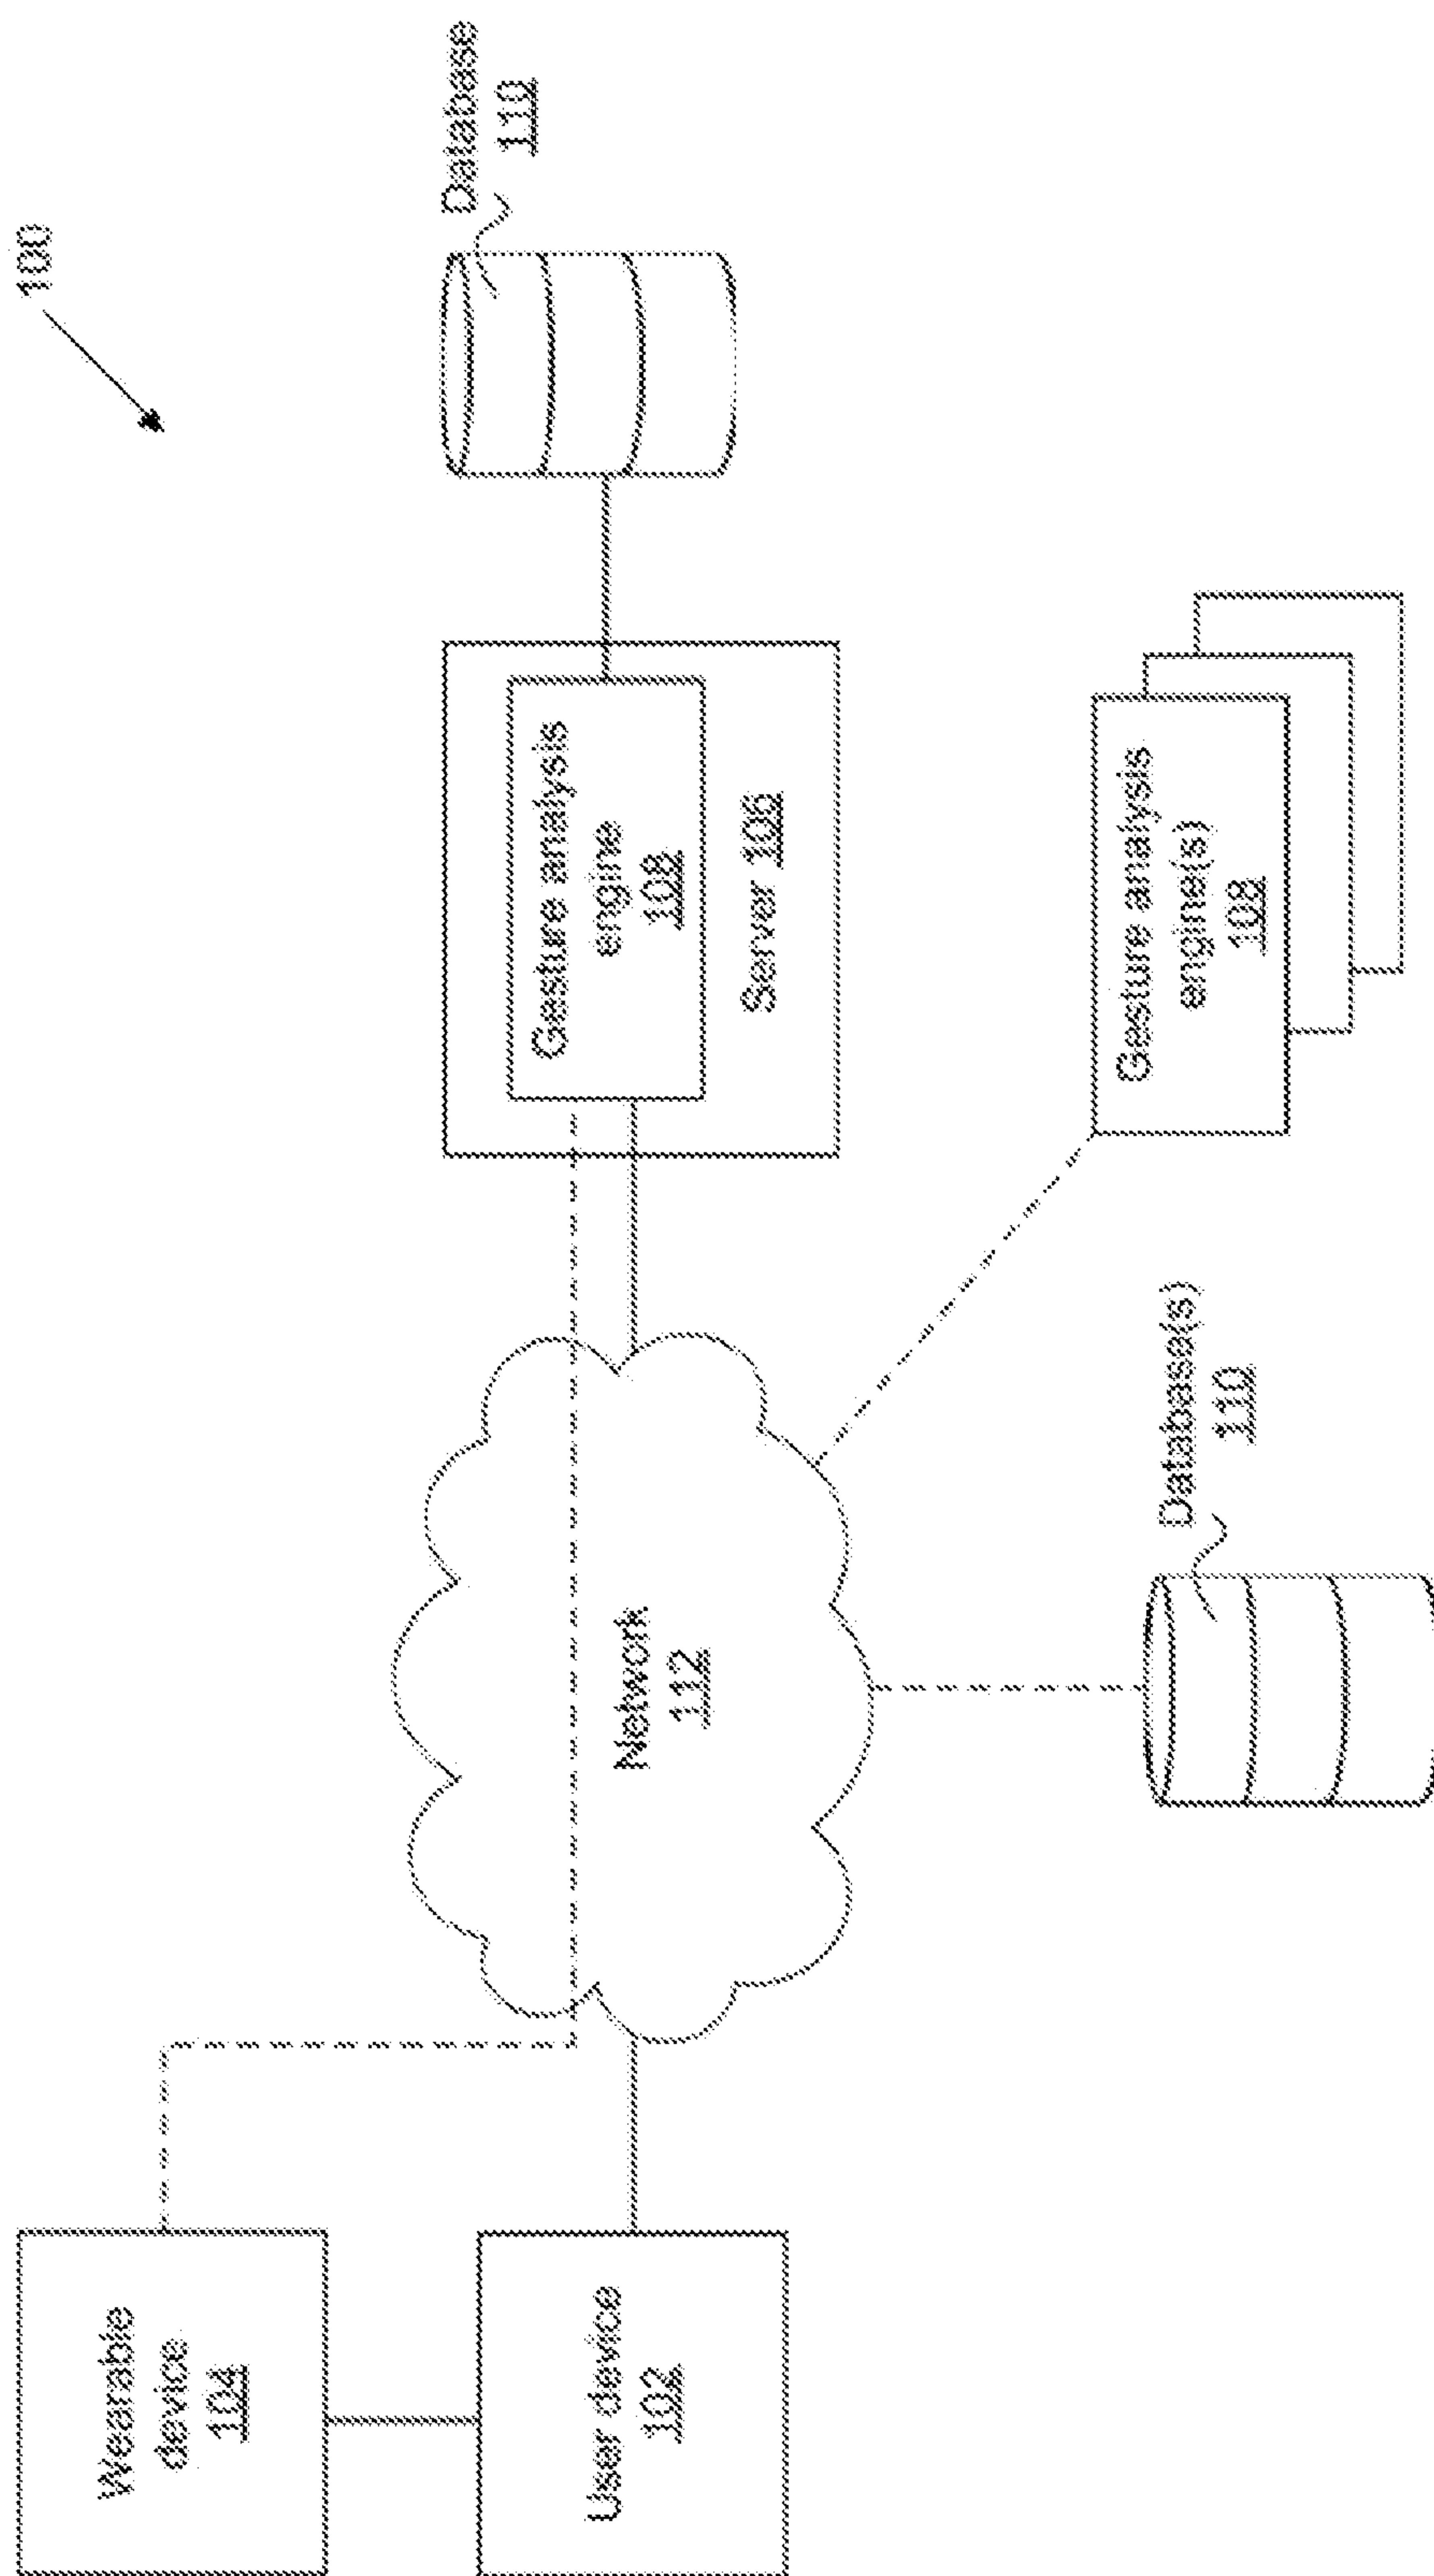 100
Wearable
device
104
User device
102
Network
112
Gesture analysis
engine
108
Server 106
Database
110
Database(s)
110
Gesture analysis
engine(s)
108